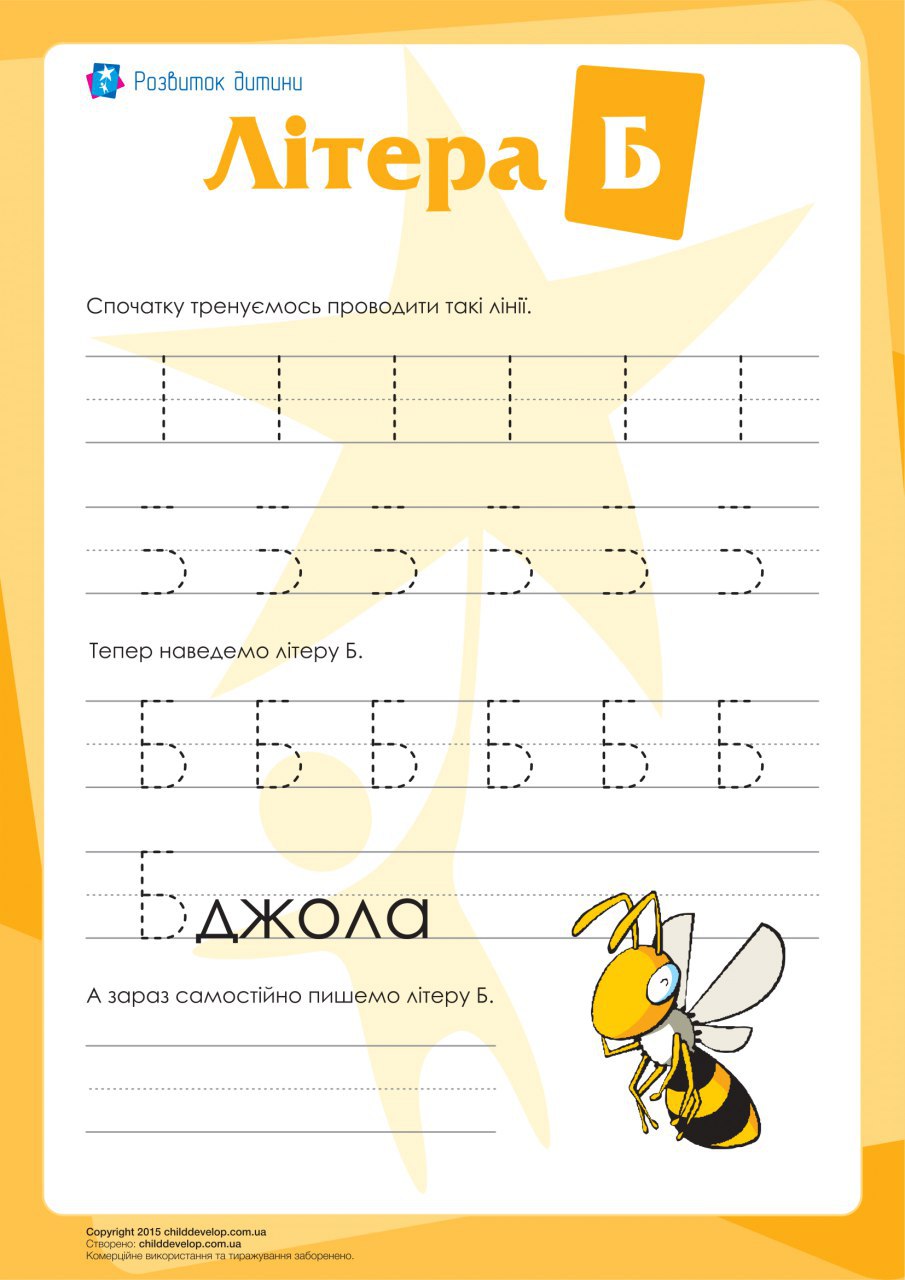 Розвиток дитини
Літера Б
Спочатку тренуємось проводити такі лінії.
Тепер наведемо літеру Б.
Б Б Б Б Б Б
Бджола
А зараз самостійно пишемо літеру Б.
Copyright 2015 childdevelop.com.ua
Створено: childdevelop.com.ua
Комерційне використання та тиражування заборонено.